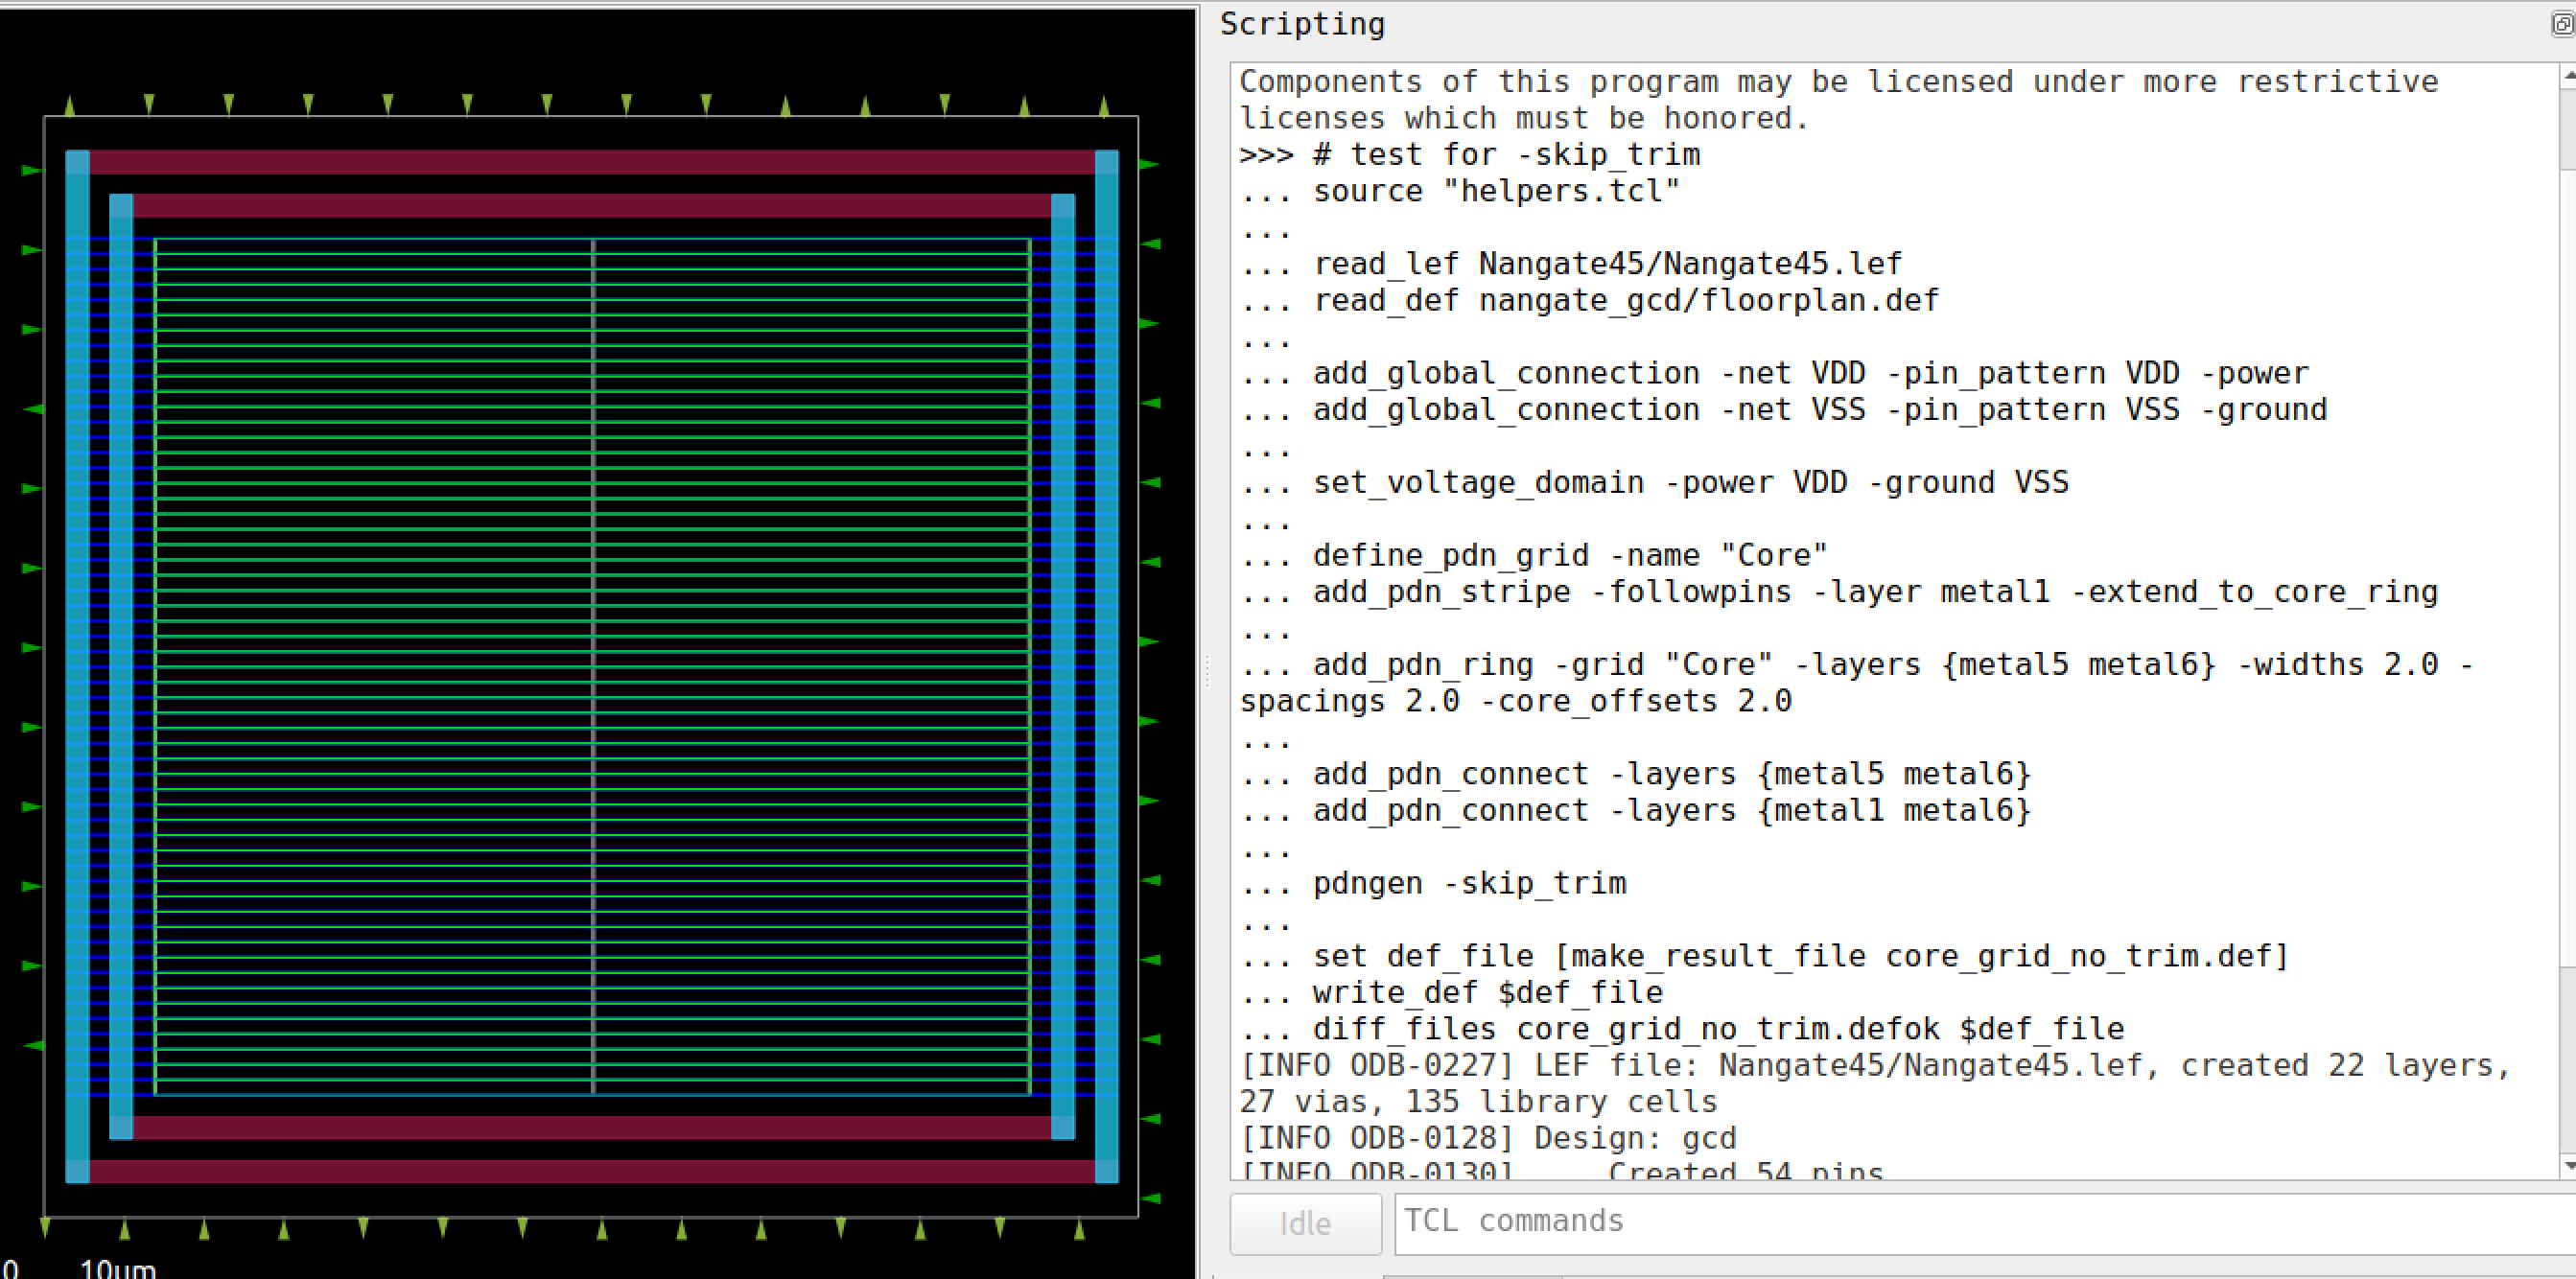 Scripting
Components of this program may be licensed under more restrictive
licenses which must be honored.
>>> # test for -skip_trim
... source "helpers.tcl"
...
... read_lef Nangate45/Nangate45.lef
... read_def nangate_gcd/floorplan.def
...
... add_global_connection -net VDD -pin_pattern VDD -power
... add_global_connection -net VSS -pin_pattern VSS -ground
...
... set_voltage_domain -power VDD -ground VSS
...
... define_pdn_grid -name "Core"
... add_pdn_stripe -followpins -layer metal1 -extend_to_core_ring
...
... add_pdn_ring -grid "Core" -layers {metal5 metal6} -widths 2.0 -
spacings 2.0 -core_offsets 2.0
...
... add_pdn_connect -layers {metal5 metal6}
... add_pdn_connect -layers {metal1 metal6}
...
... pdngen -skip_trim
...
... set def_file [make_result_file core_grid_no_trim.def]
... write_def $def_file
... diff_files core_grid_no_trim.defok $def_file
[INFO ODB-0227] LEF file: Nangate45/Nangate45.lef, created 22 layers,
27 vias, 135 library cells
[INFO ODB-0128] Design: gcd
[INFO ODB-0130]     Created 54 pins
Idle
TCL commands
0 10μm